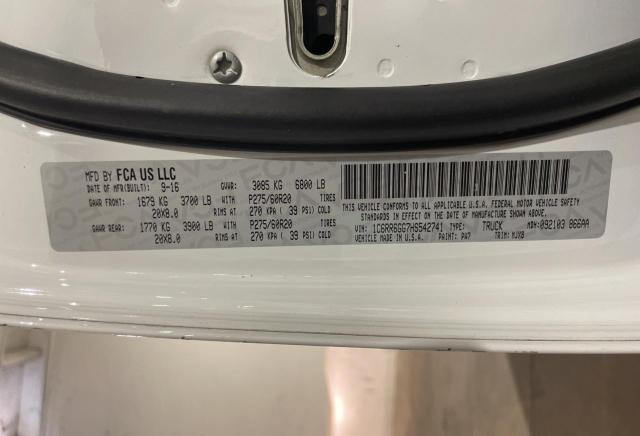 MFD BY FCA US LLC
DATE OF MFR(BUILT): 9-16 GVWR: 3085 KG 6800 LB
GAWR FRONT: 1679 KG 3700 LB WITH P275/60R20 TIRES
20X8.0 RIMS AT 270 KPA ( 39 PSI) COLD
GAWR REAR: 1770 KG 3900 LB WITH P275/60R20 TIRES
20X8.0 RIMS AT 270 KPA ( 39 PSI) COLD
THIS VEHICLE CONFORMS TO ALL APPLICABLE U.S.A. FEDERAL MOTOR VEHICLE SAFETY
STANDARDS IN EFFECT ON THE DATE OF MANUFACTURE SHOWN ABOVE.
VIN: 1C6RR6GG7HS542741 TYPE: TRUCK MDH:092103 866AA
VEHICLE MADE IN U.S.A. PAINT: PW7 TRIM: MJX8